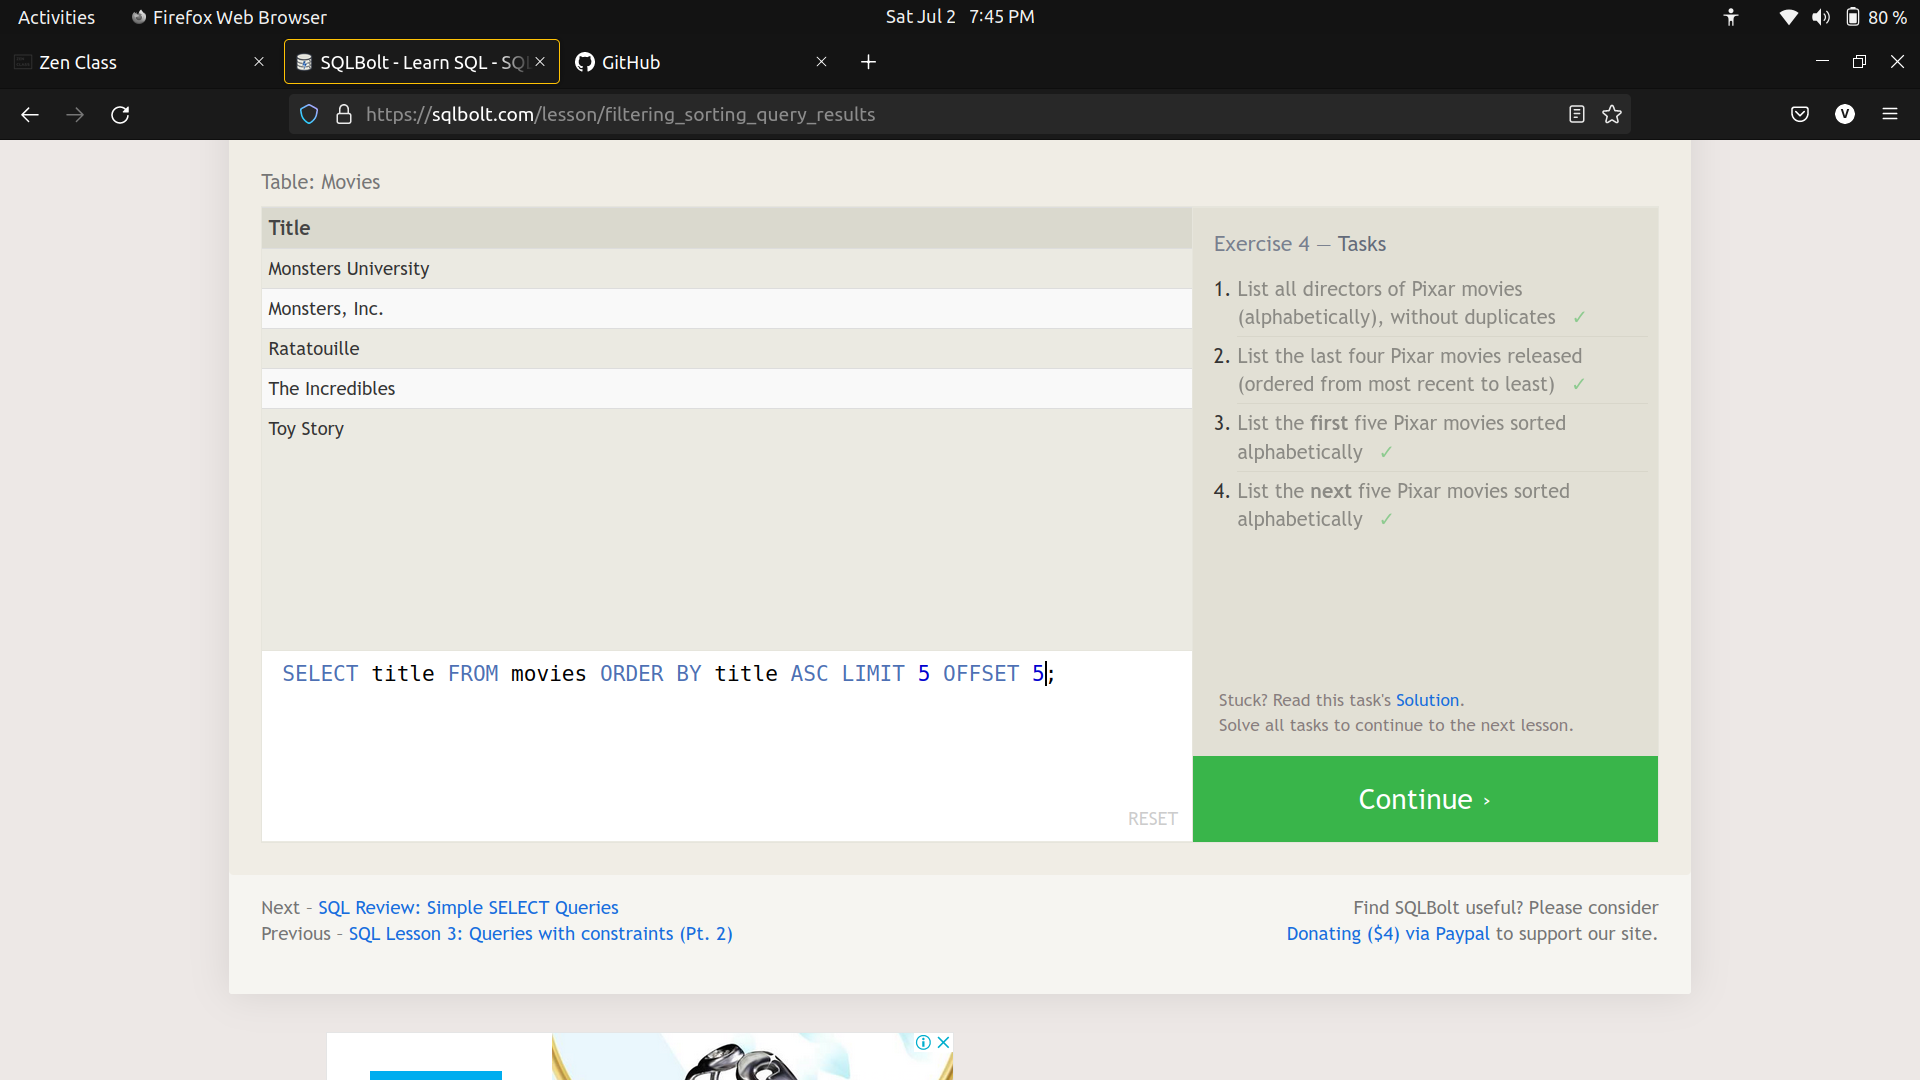 Activities
Firefox Web Browser
Sat Jul 2 7:45 PM
80 %
Zen Class
SQLBolt - Learn SQL - SQL
GitHub
https://sqlbolt.com/lesson/filtering_sorting_query_results
V
Table: Movies
Title
Monsters University
Monsters, Inc.
Ratatouille
The Incredibles
Toy Story
SELECT title FROM movies ORDER BY title ASC LIMIT 5 OFFSET 5;
RESET
Exercise 4 — Tasks
1. List all directors of Pixar movies
(alphabetically), without duplicates ✓
2. List the last four Pixar movies released
(ordered from most recent to least) ✓
3. List the first five Pixar movies sorted
alphabetically ✓
4. List the next five Pixar movies sorted
alphabetically ✓
Stuck? Read this task's Solution.
Solve all tasks to continue to the next lesson.
Continue ›
Next – SQL Review: Simple SELECT Queries
Previous – SQL Lesson 3: Queries with constraints (Pt. 2)
Find SQLBolt useful? Please consider
Donating ($4) via Paypal to support our site.